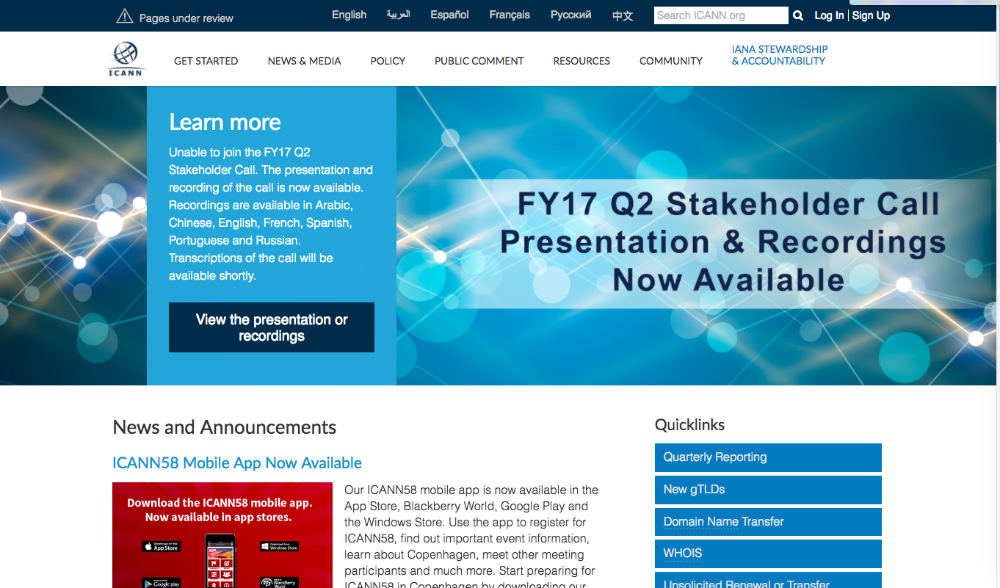 Pages under review
English العربية Español Français Pусский 中文
Search ICANN.org
Log In | Sign Up
ICANN
GET STARTED
NEWS & MEDIA
POLICY
PUBLIC COMMENT
RESOURCES
COMMUNITY
IANA STEWARDSHIP
& ACCOUNTABILITY
Learn more
Unable to join the FY17 Q2
Stakeholder Call. The presentation and
recording of the call is now available.
Recordings are available in Arabic,
Chinese, English, French, Spanish,
Portuguese and Russian.
Transcriptions of the call will be
available shortly.
View the presentation or
recordings
FY17 Q2 Stakeholder Call
Presentation & Recordings
Now Available
News and Announcements
ICANN58 Mobile App Now Available
Download the ICANN58 mobile app.
Now available in app stores.
App Store
Windows Store
Google play
BlackBerry
World
Our ICANN58 mobile app is now available in the
App Store, Blackberry World, Google Play and
the Windows Store. Use the app to register for
ICANN58, find out important event information,
learn about Copenhagen, meet other meeting
participants and much more. Start preparing for
ICANN58 in Copenhagen by downloading our
Quicklinks
Quarterly Reporting
New gTLDs
Domain Name Transfer
WHOIS
Unsolicited Renewal or Transfer